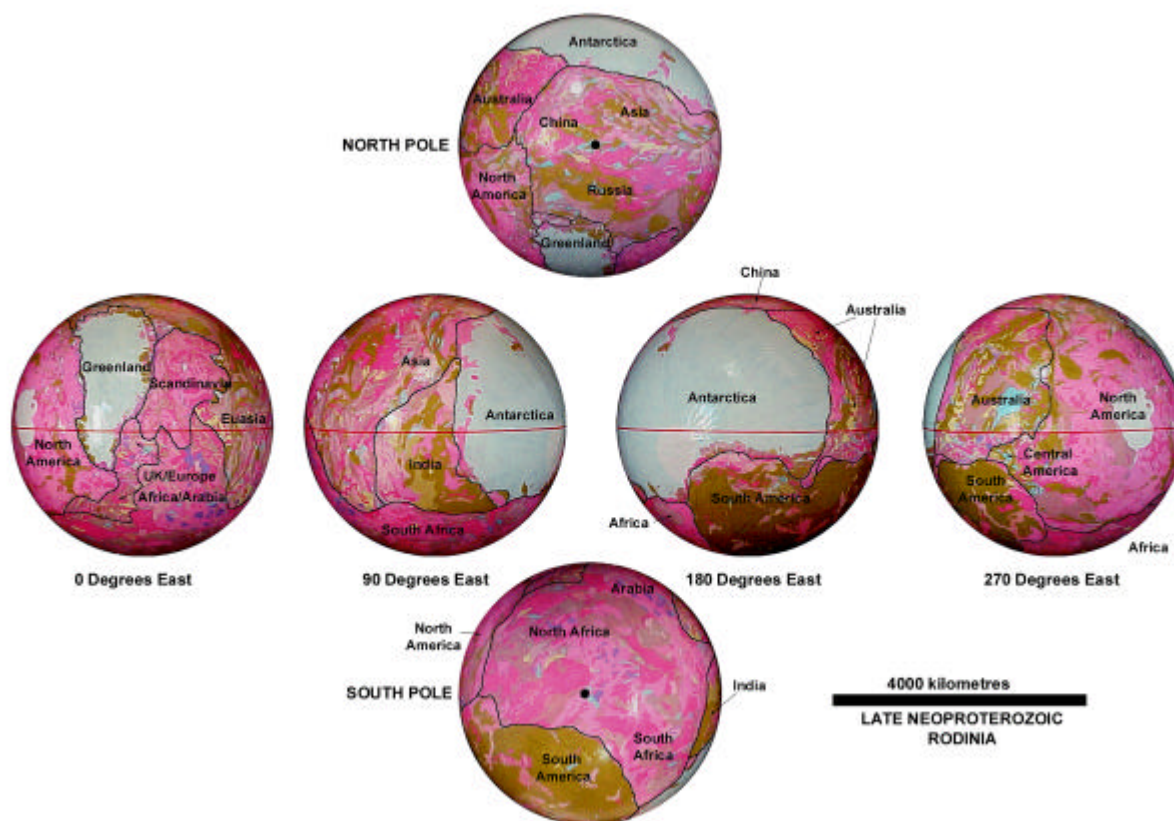 Antarctica
Australia
Asia
China
NORTH POLE
North
America
Russia
Greenland
China
Australia
Greenland
Scandinavia
Euasia
North
America
UK/Europe
Africa/Arabia
0 Degrees East
Asia
Antarctica
India
South Africa
90 Degrees East
Antarctica
South America
Africa
180 Degrees East
Australia
North
America
Central
America
South
America
Africa
270 Degrees East
Arabia
North
America
North Africa
SOUTH POLE
India
South
Africa
South
America
4000 kilometres
LATE NEOPROTEROZOIC
RODINIA